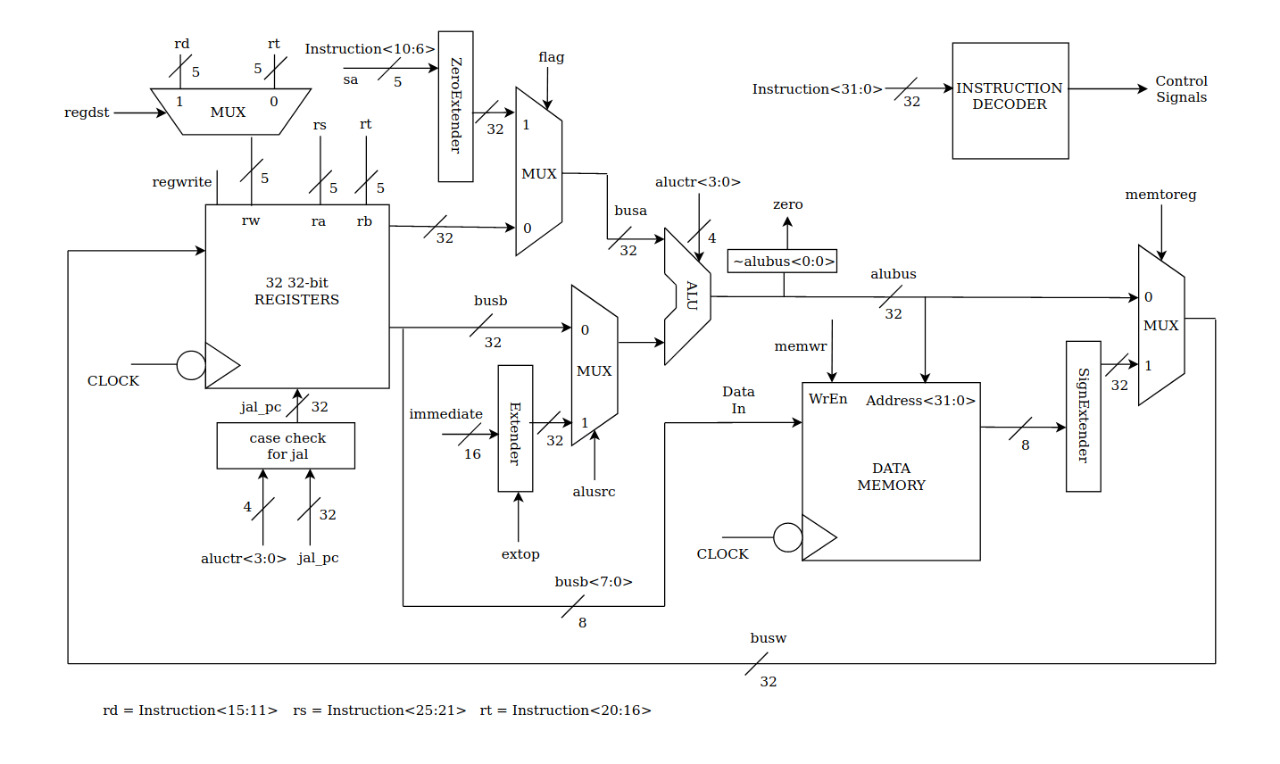 rd
rt
Instruction<10:6>
5
5
sa
5
ZeroExtender
flag
regdst
1
0
MUX
32
1
MUX
0
Instruction<31:0>
32
INSTRUCTION
DECODER
Control
Signals
rs
rt
regwrite
5
5
5
rw
ra
rb
32
32 32-bit
REGISTERS
CLOCK
busa
32
aluctr<3:0>
4
ALU
zero
~alubus<0:0>
alubus
32
memtoreg
0
MUX
1
busb
32
0
MUX
1
immediate
16
Extender
32
alusrc
extop
jal_pc
32
case check
for jal
4
32
aluctr<3:0>
jal_pc
memwr
Data
In
WrEn
Address<31:0>
DATA
MEMORY
CLOCK
8
SignExtender
32
busb<7:0>
8
busw
32
rd = Instruction<15:11> rs = Instruction<25:21> rt = Instruction<20:16>